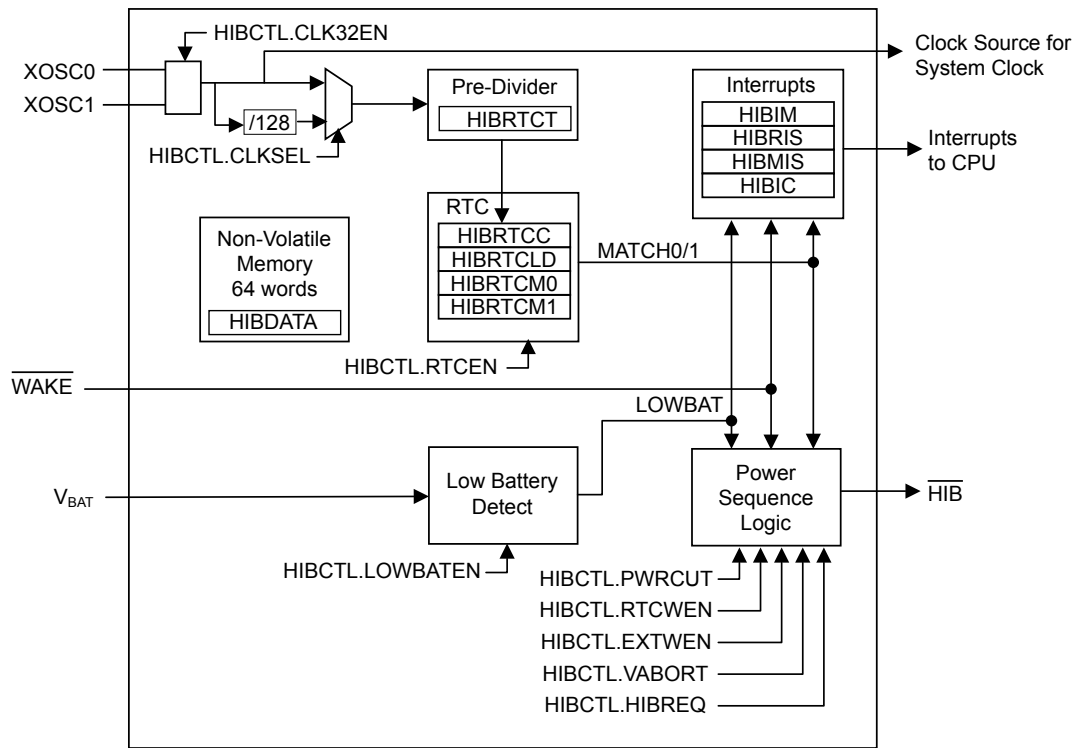 HIBCTL.CLK32EN
XOSC0
XOSC1
/128
HIBCTL.CLKSEL
Pre-Divider
HIBRTCT
Interrupts
HIBIM
HIBRIS
HIBMIS
HIBIC
Clock Source for
System Clock
Interrupts
to CPU
RTC
HIBRTCC
HIBRTCLD
HIBRTCM0
HIBRTCM1
MATCH0/1
Non-Volatile
Memory
64 words
HIBDATA
HIBCTL.RTCEN
WAKE
LOWBAT
VBAT
Low Battery
Detect
Power
Sequence
Logic
HIB
HIBCTL.LOWBATEN
HIBCTL.PWRCUT
HIBCTL.RTCWEN
HIBCTL.EXTWEN
HIBCTL.VABORT
HIBCTL.HIBREQ